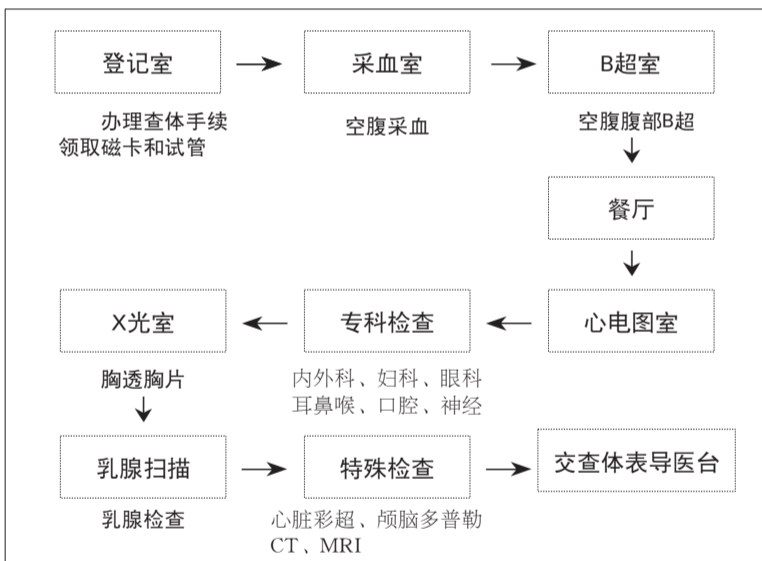 登记室
采血室
B超室
办理查体手续
领取磁卡和试管
空腹采血
空腹腹部B超
餐厅
心电图室
专科检查
内外科、妇科、眼科
耳鼻喉、口腔、神经
X光室
胸透胸片
乳腺扫描
乳腺检查
特殊检查
心脏彩超、颅脑多普勒
CT、MRI
交查体表导医台